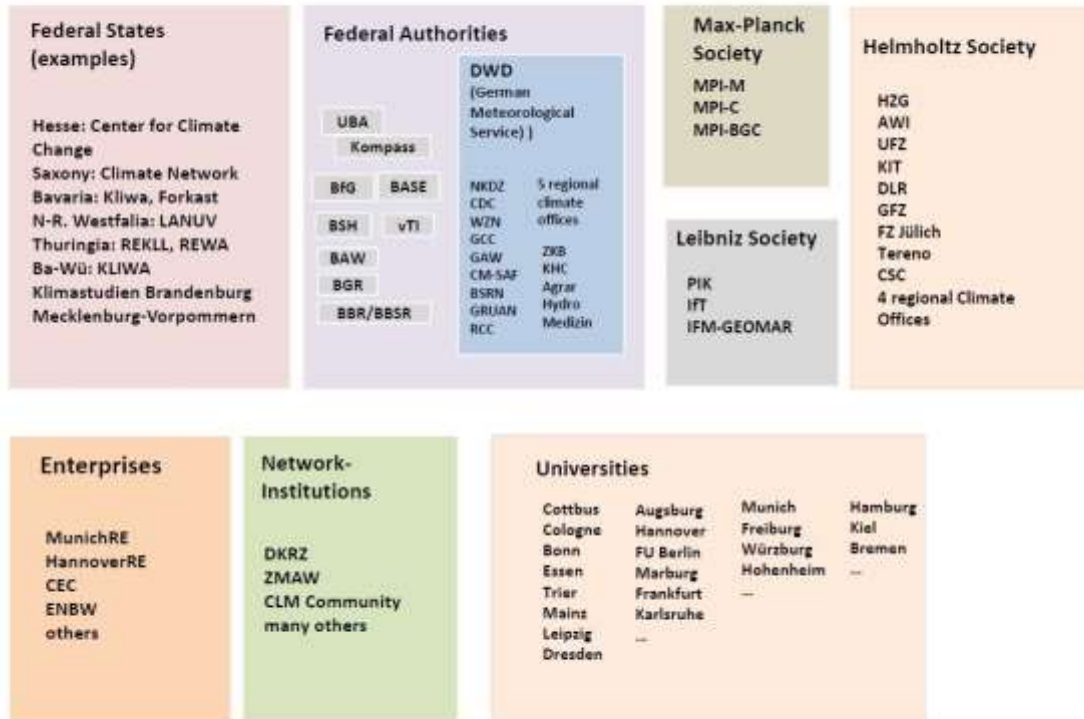 Federal States
(examples)
Hesse: Center for Climate
Change
Saxony: Climate Network
Bavaria: Kliwa, Forkast
N-R. Westfalia: LANUV
Thuringia: REKLL, REWA
Ba-Wü: KLIWA
Klimastudien Brandenburg
Mecklenburg-Vorpommern
Federal Authorities
UBA
Kompass
BfG
BASE
BSH
vTI
BAW
BGR
BBR/BBSR
DWD
(German
Meteorological
Service) )
NKDZ
CDC
WZN
GCC
GAW
CM-SAF
BSRN
GRUAN
RCC
5 regional
climate
offices
ZKB
KHC
Agrar
Hydro
Medizin
Max-Planck
Society
MPI-M
MPI-C
MPI-BGC
Leibniz Society
PIK
IfT
IFM-GEOMAR
Helmholtz Society
HZG
AWI
UFZ
KIT
DLR
GFZ
FZ Jülich
Tereno
CSC
4 regional Climate
Offices
Enterprises
MunichRE
HannoverRE
CEC
ENBW
others
Network-
Institutions
DKRZ
ZMAW
CLM Community
many others
Universities
Cottbus
Cologne
Bonn
Essen
Trier
Mainz
Leipzig
Dresden
Augsburg
Hannover
FU Berlin
Marburg
Frankfurt
Karlsruhe
...
Munich
Freiburg
Würzburg
Hohenheim
...
Hamburg
Kiel
Bremen
...